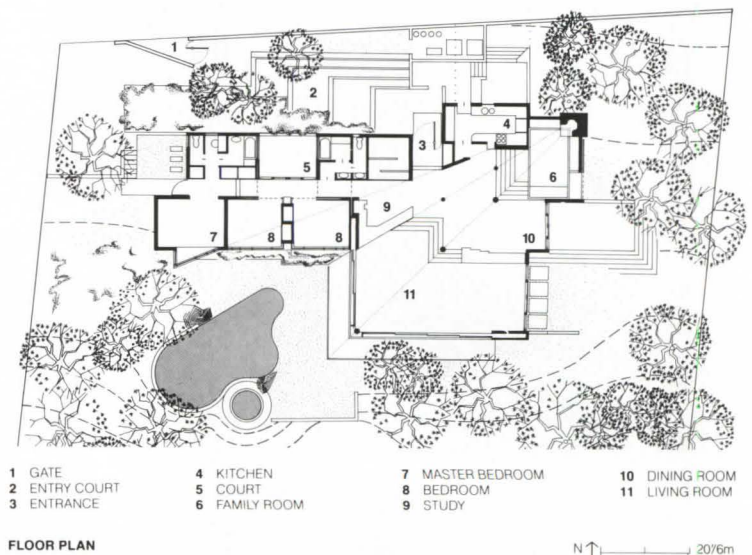 1
2
3
4
5
6
7
8
8
9
10
11
1 GATE
2 ENTRY COURT
3 ENTRANCE
4 KITCHEN
5 COURT
6 FAMILY ROOM
7 MASTER BEDROOM
8 BEDROOM
9 STUDY
10 DINING ROOM
11 LIVING ROOM
FLOOR PLAN
N 20'/6m